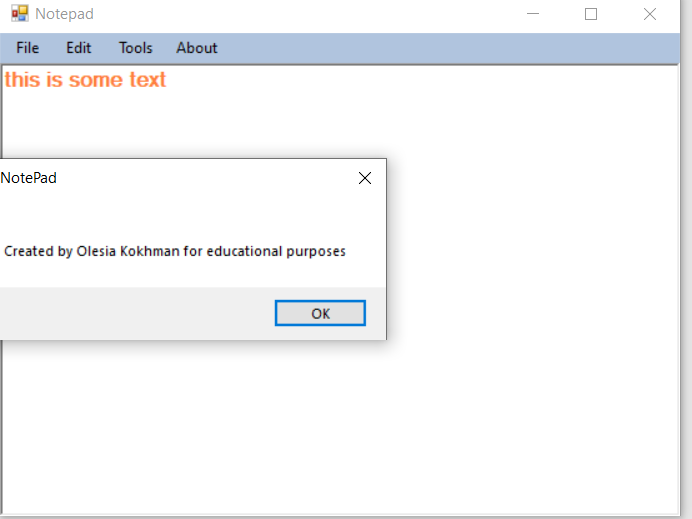 Notepad
File Edit Tools About
this is some text
NotePad
Created by Olesia Kokhman for educational purposes
OK